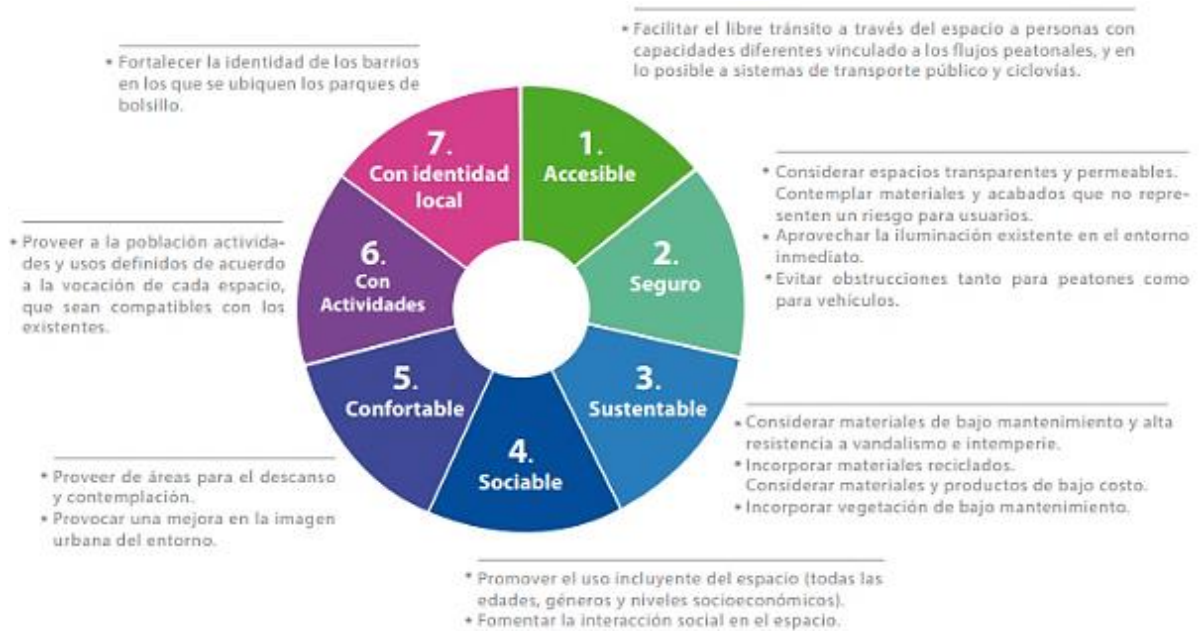 * Facilitar el libre tránsito a través del espacio a personas con
capacidades diferentes vinculado a los flujos peatonales, y en
lo posible a sistemas de transporte público y ciclovías.
* Fortalecer la identidad de los barrios
en los que se ubiquen los parques de
bolsillo.
7.
Con identidad
local
1.
Accesible
* Considerar espacios transparentes y permeables.
Contemplar materiales y acabados que no repre-
senten un riesgo para usuarios.
* Aprovechar la iluminación existente en el entorno
inmediato.
* Evitar obstrucciones tanto para peatones como
para vehículos.
* Proveer a la población activida-
des y usos definidos de acuerdo
a la vocación de cada espacio,
que sean compatibles con los
existentes.
6.
Con
Actividades
2.
Seguro
5.
Confortable
3.
Sustentable
* Considerar materiales de bajo mantenimiento y alta
resistencia a vandalismo e intemperie.
* Incorporar materiales reciclados.
Considerar materiales y productos de bajo costo.
* Incorporar vegetación de bajo mantenimiento.
4.
Sociable
* Proveer de áreas para el descanso
y contemplación.
* Provocar una mejora en la imagen
urbana del entorno.
* Promover el uso incluyente del espacio (todas las
edades, géneros y niveles socioeconómicos).
* Fomentar la interacción social en el espacio.